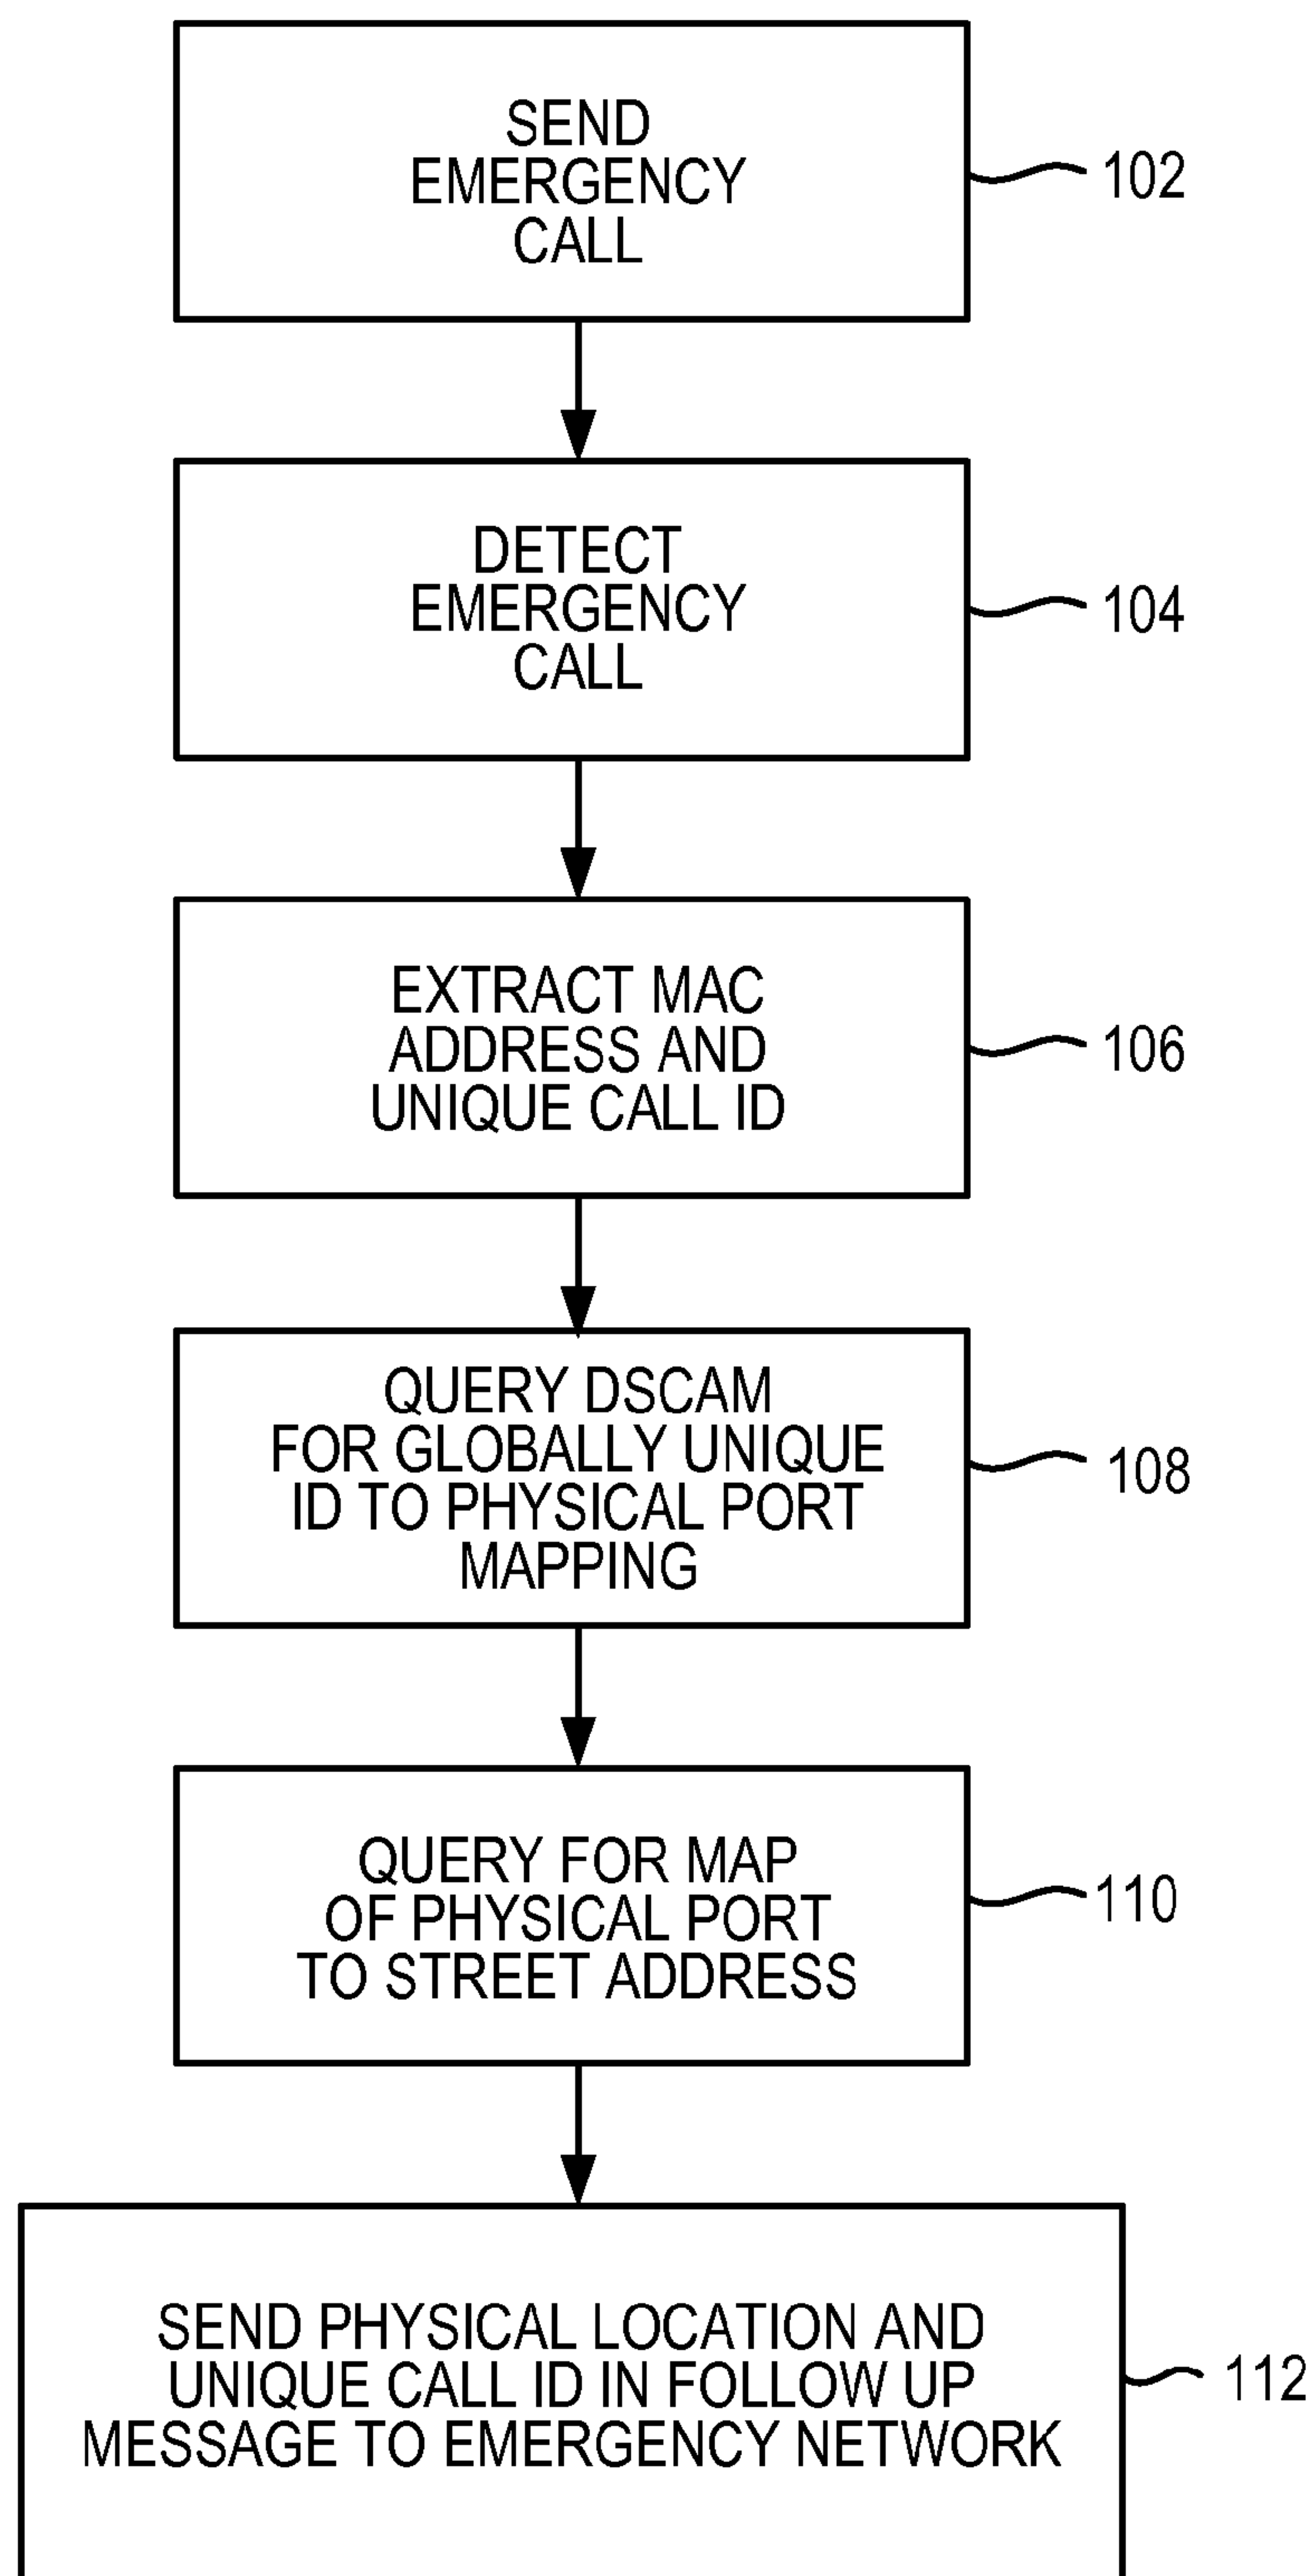 SEND
EMERGENCY
CALL
102
DETECT
EMERGENCY
CALL
104
EXTRACT MAC
ADDRESS AND
UNIQUE CALL ID
106
QUERY DSCAM
FOR GLOBALLY UNIQUE
ID TO PHYSICAL PORT
MAPPING
108
QUERY FOR MAP
OF PHYSICAL PORT
TO STREET ADDRESS
110
SEND PHYSICAL LOCATION AND
UNIQUE CALL ID IN FOLLOW UP
MESSAGE TO EMERGENCY NETWORK
112